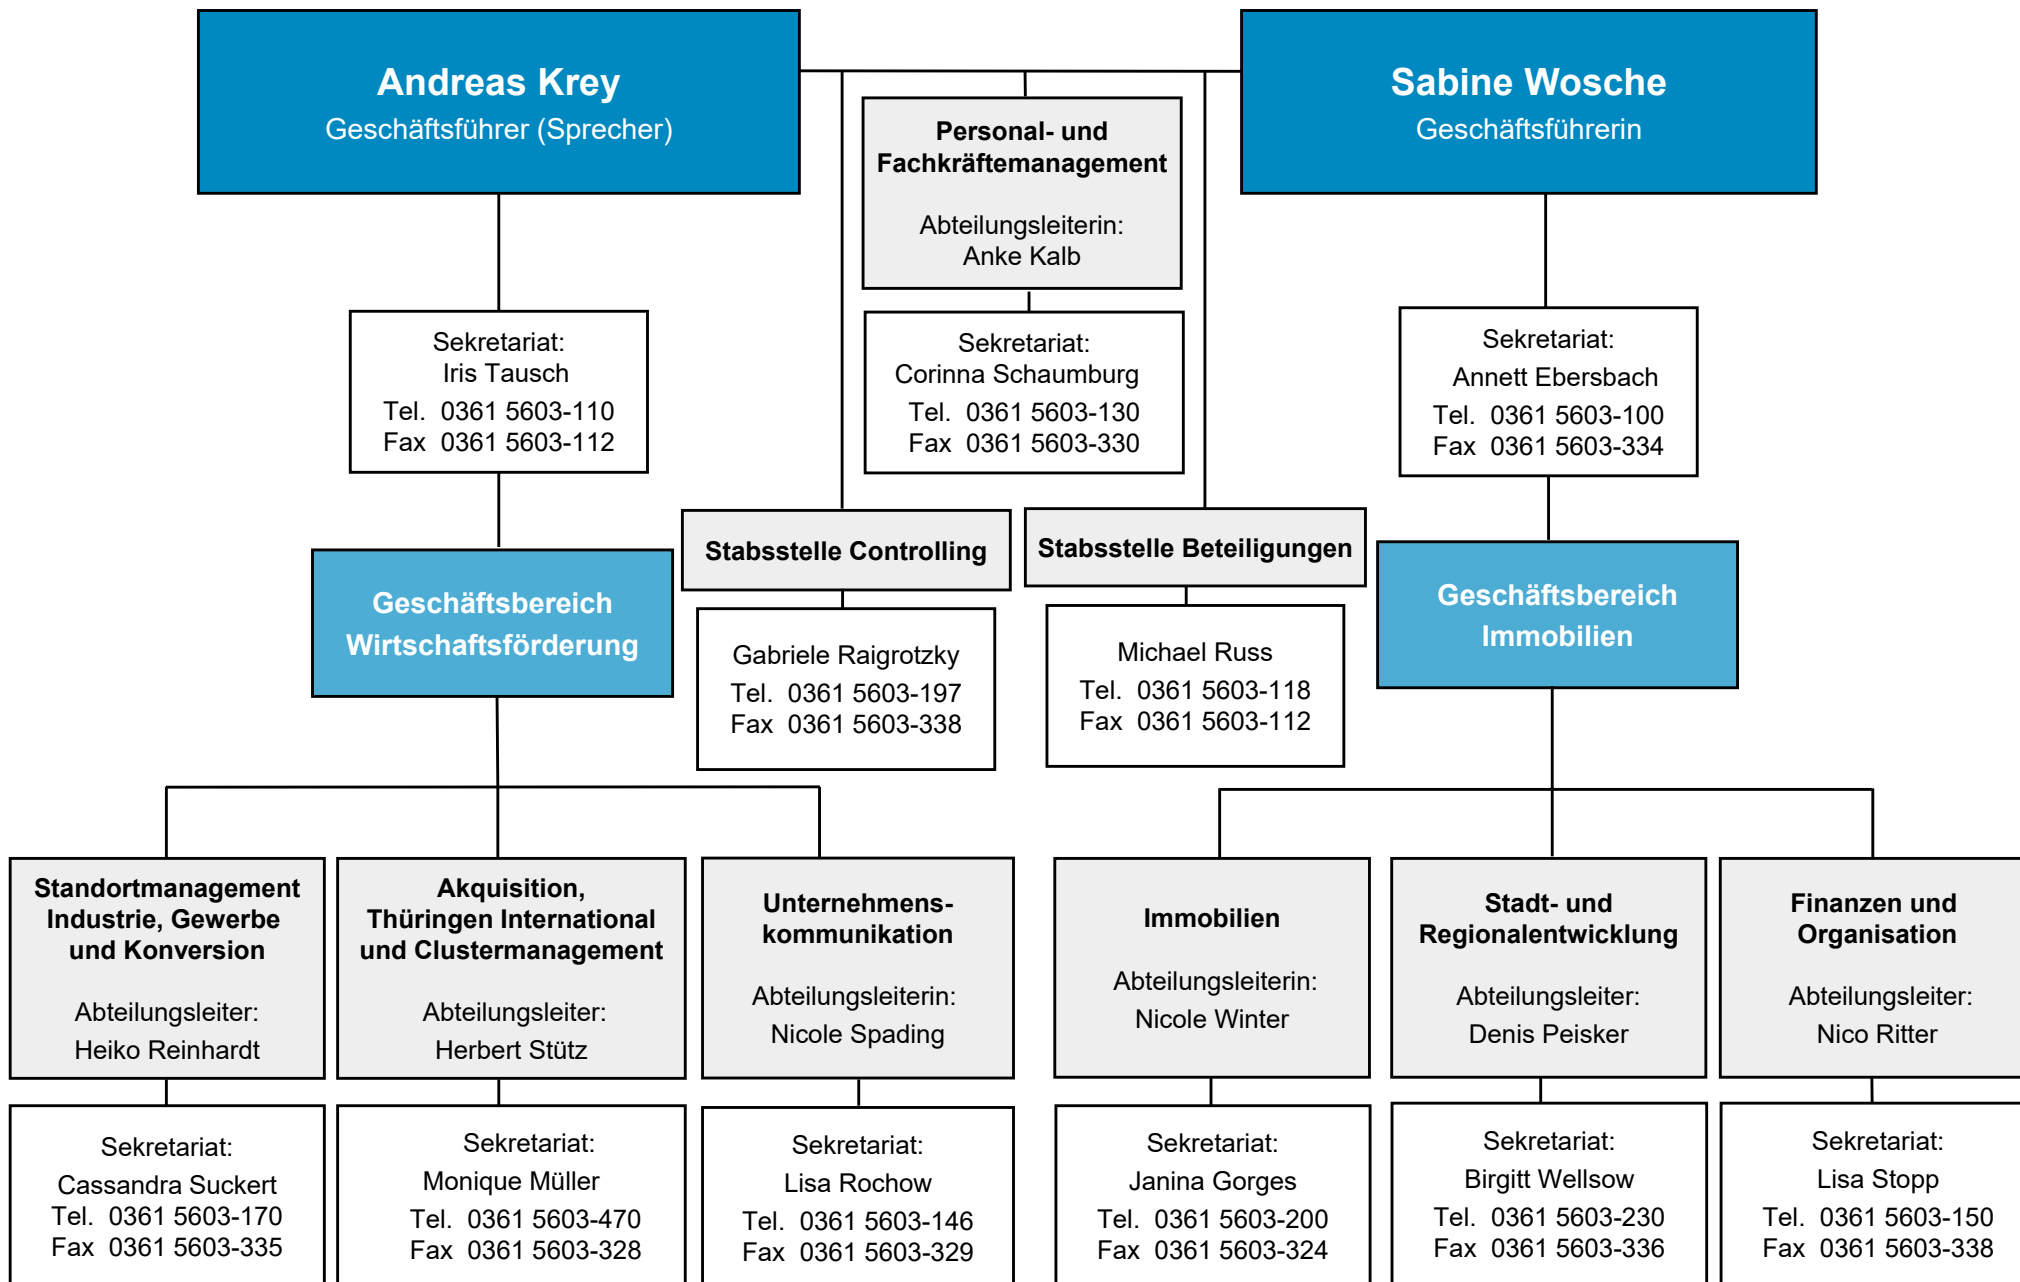 Andreas Krey
Geschäftsführer (Sprecher)
Sabine Wosche
Geschäftsführerin
Personal- und
Fachkräftemanagement
Abteilungsleiterin:
Anke Kalb
Sekretariat:
Iris Tausch
Tel. 0361 5603-110
Fax 0361 5603-112
Sekretariat:
Corinna Schaumburg
Tel. 0361 5603-130
Fax 0361 5603-330
Sekretariat:
Annett Ebersbach
Tel. 0361 5603-100
Fax 0361 5603-334
Geschäftsbereich
Wirtschaftsförderung
Stabsstelle Controlling
Gabriele Raigrotzky
Tel. 0361 5603-197
Fax 0361 5603-338
Stabsstelle Beteiligungen
Michael Russ
Tel. 0361 5603-118
Fax 0361 5603-112
Geschäftsbereich
Immobilien
Standortmanagement
Industrie, Gewerbe
und Konversion
Abteilungsleiter:
Heiko Reinhardt
Akquisition,
Thüringen International
und Clustermanagement
Abteilungsleiter:
Herbert Stütz
Unternehmens-
kommunikation
Abteilungsleiterin:
Nicole Spading
Immobilien
Abteilungsleiterin:
Nicole Winter
Stadt- und
Regionalentwicklung
Abteilungsleiter:
Denis Peisker
Finanzen und
Organisation
Abteilungsleiter:
Nico Ritter
Sekretariat:
Cassandra Suckert
Tel. 0361 5603-170
Fax 0361 5603-335
Sekretariat:
Monique Müller
Tel. 0361 5603-470
Fax 0361 5603-328
Sekretariat:
Lisa Rochow
Tel. 0361 5603-146
Fax 0361 5603-329
Sekretariat:
Janina Gorges
Tel. 0361 5603-200
Fax 0361 5603-324
Sekretariat:
Birgitt Wellsow
Tel. 0361 5603-230
Fax 0361 5603-336
Sekretariat:
Lisa Stopp
Tel. 0361 5603-150
Fax 0361 5603-338